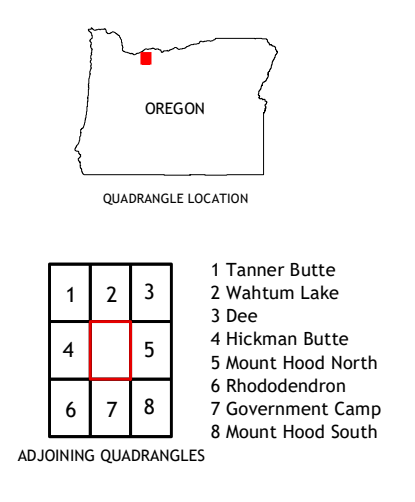 OREGON
QUADRANGLE LOCATION
1 2 3
4 5
6 7 8
ADJOINING QUADRANGLES
1 Tanner Butte
2 Wahtum Lake
3 Dee
4 Hickman Butte
5 Mount Hood North
6 Rhododendron
7 Government Camp
8 Mount Hood South